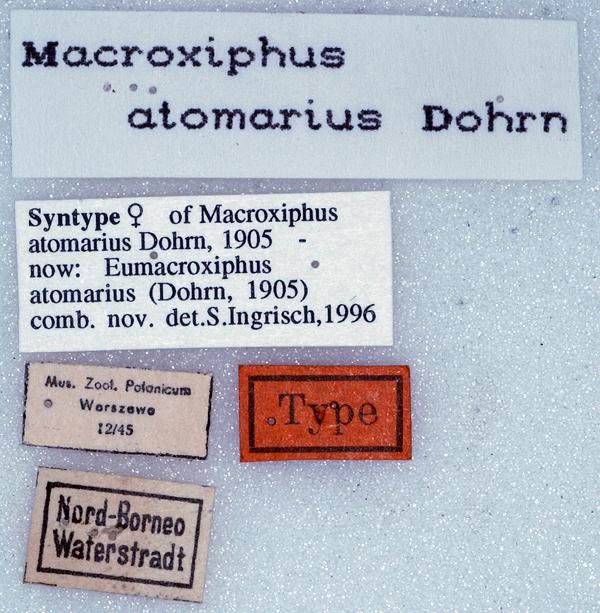 Macroxiphus
atomarius Dohrn
Syntype ♀ of Macroxiphus
atomarius Dohrn, 1905 -
now: Eumacroxiphus
atomarius (Dohrn, 1905)
comb. nov. det.S.Ingrisch,1996
Mus. Zool. Polonicum
Warszawa
12/45
Type
Nord-Borneo
Waterstradt